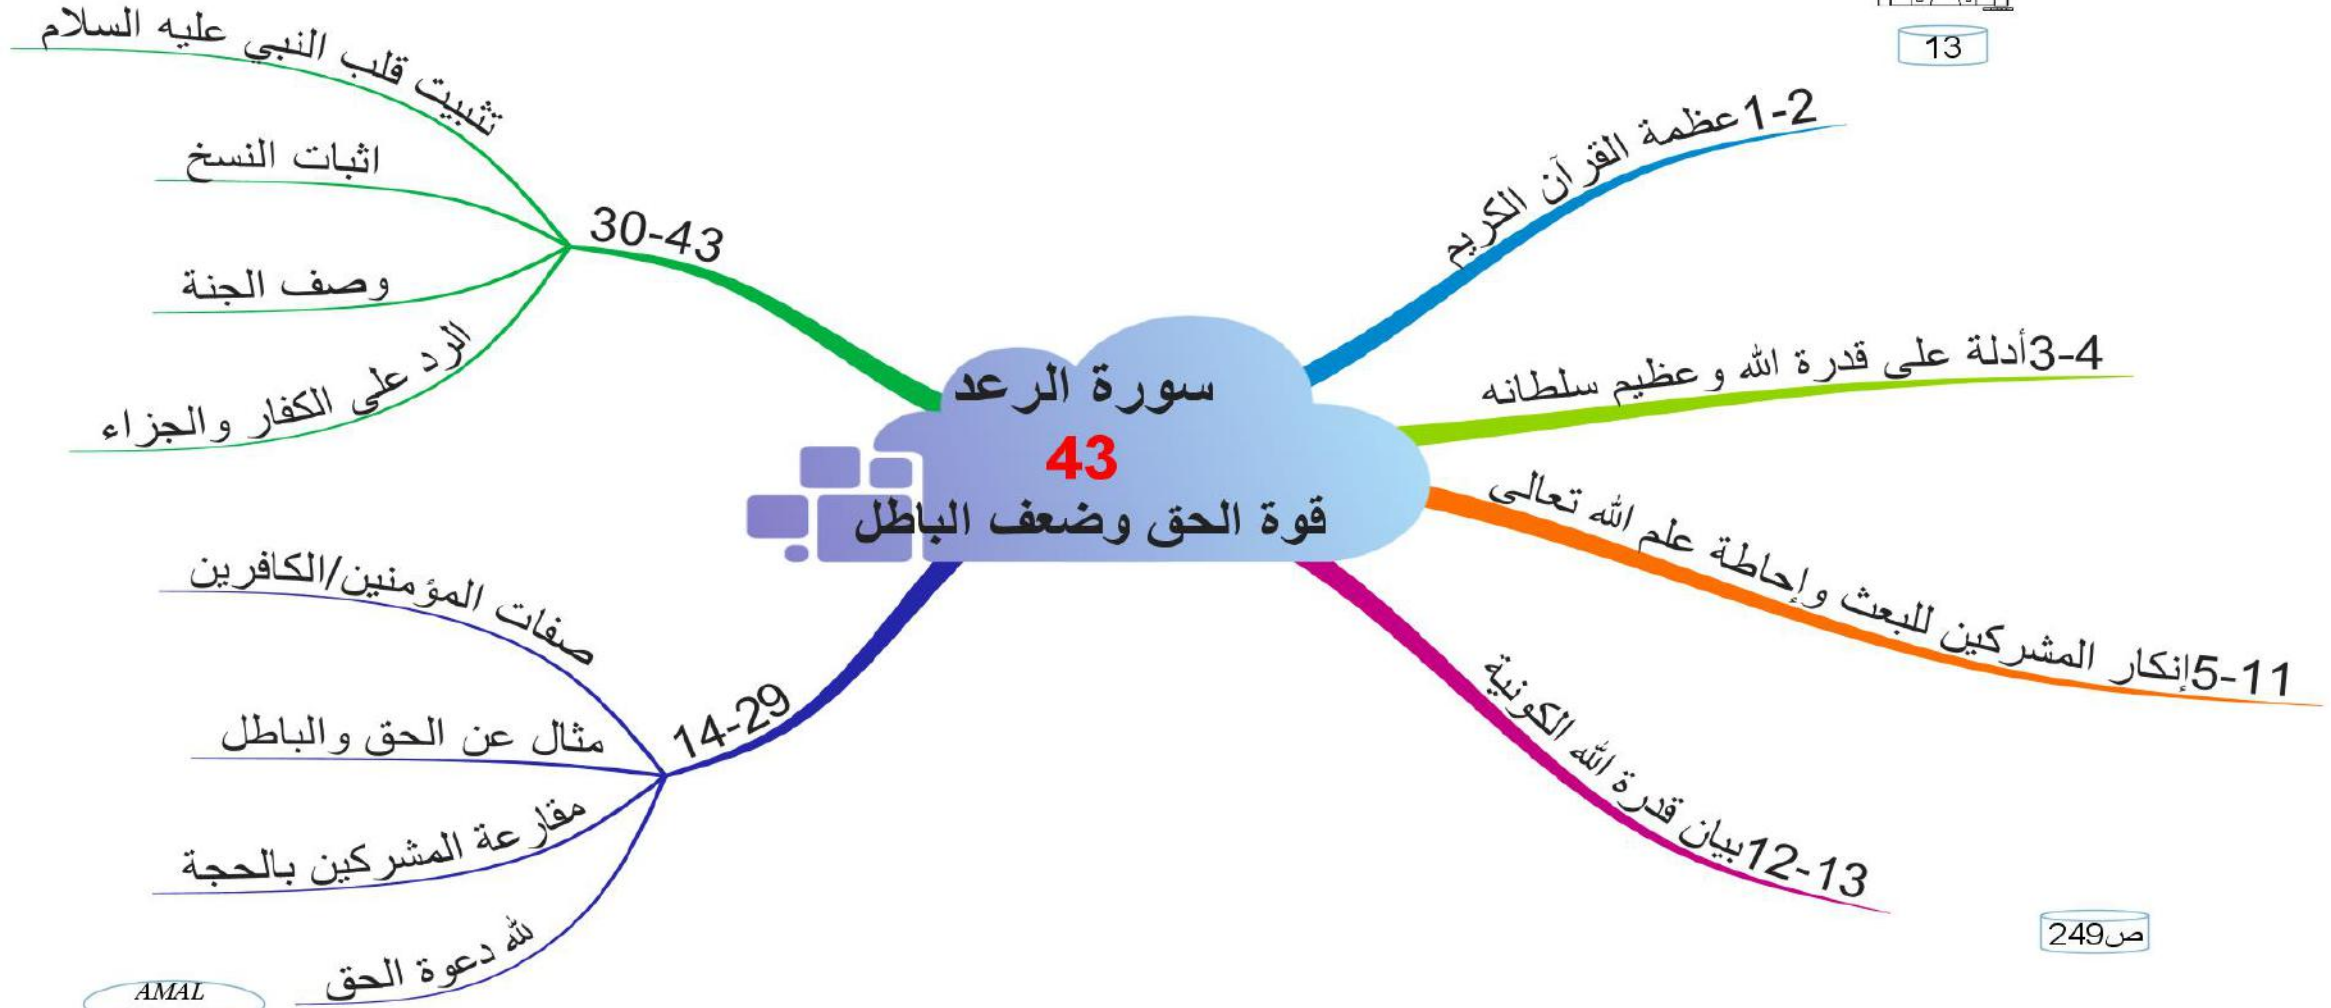 13
سورة الرعد
43
قوة الحق وضعف الباطل
1-2عظمة القرآن الكريم
3-4أدلة على قدرة الله وعظيم سلطانه
5-11إنكار المشركين للبعث وإحاطة علم الله تعالى
12-13بيان قدرة الله الكونية
14-29
صفات المؤمنين/الكافرين
مثال عن الحق والباطل
مقارعة المشركين بالحجة
لله دعوة الحق
30-43
تثبيت قلب النبي عليه السلام
اثبات النسخ
وصف الجنة
الرد على الكفار والجزاء
ص249
AMAL